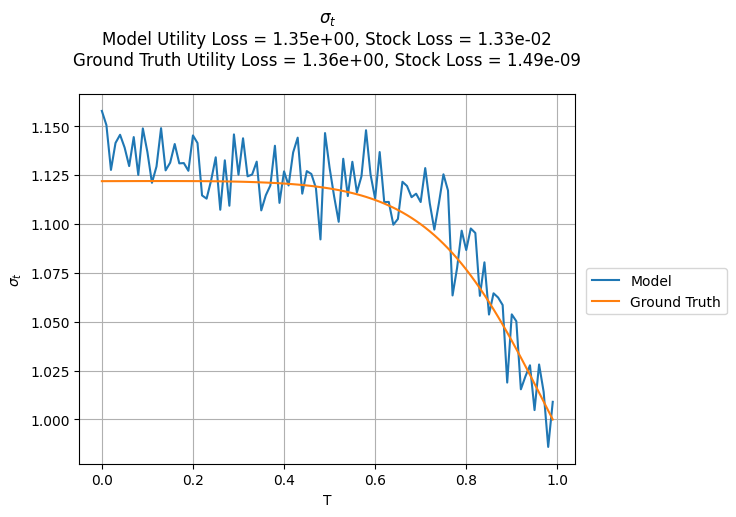 σₜ
Model Utility Loss = 1.35e+00, Stock Loss = 1.33e-02
Ground Truth Utility Loss = 1.36e+00, Stock Loss = 1.49e-09
σₜ
1.150
1.125
1.100
1.075
1.050
1.025
1.000
0.0 0.2 0.4 0.6 0.8 1.0
T
Model
Ground Truth